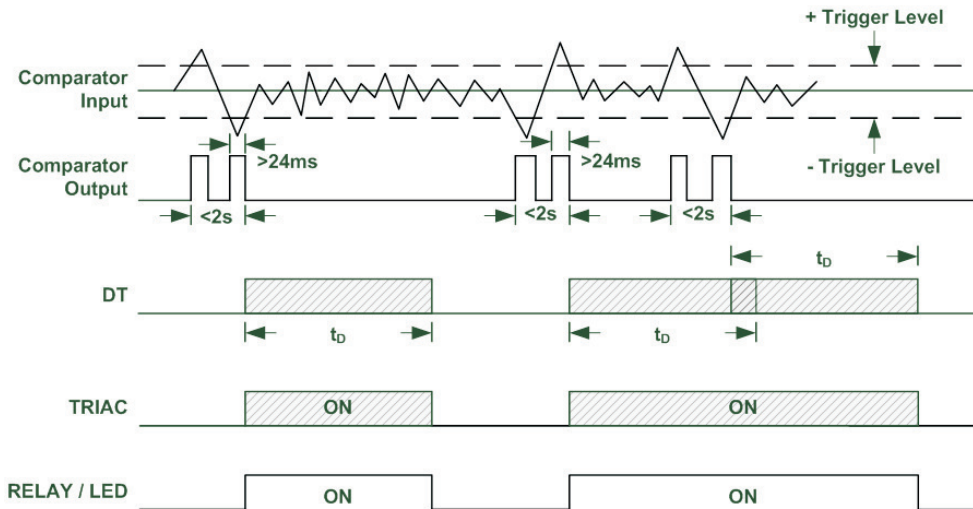 + Trigger Level
Comparator
Input
>24ms
>24ms
Comparator
Output
- Trigger Level
<2s
<2s
<2s
tD
DT
tD
tD
TRIAC
ON
ON
RELAY / LED
ON
ON